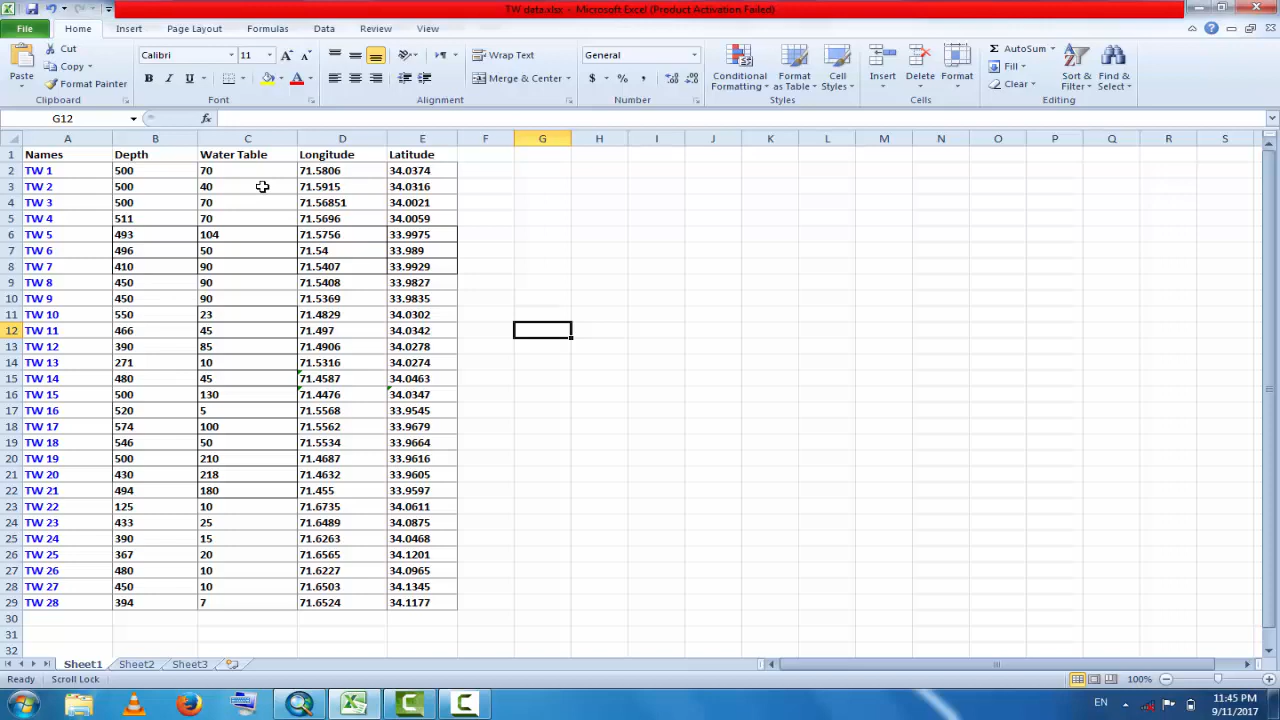 TW data.xlsx - Microsoft Excel (Product Activation Failed)
File Home Insert Page Layout Formulas Data Review View
Paste Cut Copy Format Painter Clipboard
Calibri 11 B I U A Font
Wrap Text Merge & Center Alignment
General $ % , Number
Conditional Formatting Format as Table Cell Styles Styles
Insert Delete Format Cells
AutoSum Fill Clear Sort & Filter Find & Select Editing
G12 fx
A B C D E F G H I J K L M N O P Q R S
1 Names Depth Water Table Longitude Latitude
2 TW 1 500 70 71.5806 34.0374
3 TW 2 500 40 71.5915 34.0316
4 TW 3 500 70 71.56851 34.0021
5 TW 4 511 70 71.5696 34.0059
6 TW 5 493 104 71.5756 33.9975
7 TW 6 496 50 71.54 33.989
8 TW 7 410 90 71.5407 33.9929
9 TW 8 450 90 71.5408 33.9827
10 TW 9 450 90 71.5369 33.9835
11 TW 10 550 23 71.4829 34.0302
12 TW 11 466 45 71.497 34.0342
13 TW 12 390 85 71.4906 34.0278
14 TW 13 271 10 71.5316 34.0274
15 TW 14 480 45 71.4587 34.0463
16 TW 15 500 130 71.4476 34.0347
17 TW 16 520 5 71.5568 33.9545
18 TW 17 574 100 71.5562 33.9679
19 TW 18 546 50 71.5534 33.9664
20 TW 19 500 210 71.4687 33.9616
21 TW 20 430 218 71.4632 33.9605
22 TW 21 494 180 71.455 33.9597
23 TW 22 125 10 71.6735 34.0611
24 TW 23 433 25 71.6489 34.0875
25 TW 24 390 15 71.6263 34.0468
26 TW 25 367 20 71.6565 34.1201
27 TW 26 480 10 71.6227 34.0965
28 TW 27 450 10 71.6503 34.1345
29 TW 28 394 7 71.6524 34.1177
30
31
32
Sheet1 Sheet2 Sheet3
Ready Scroll Lock 100%
EN 11:45 PM
9/11/2017